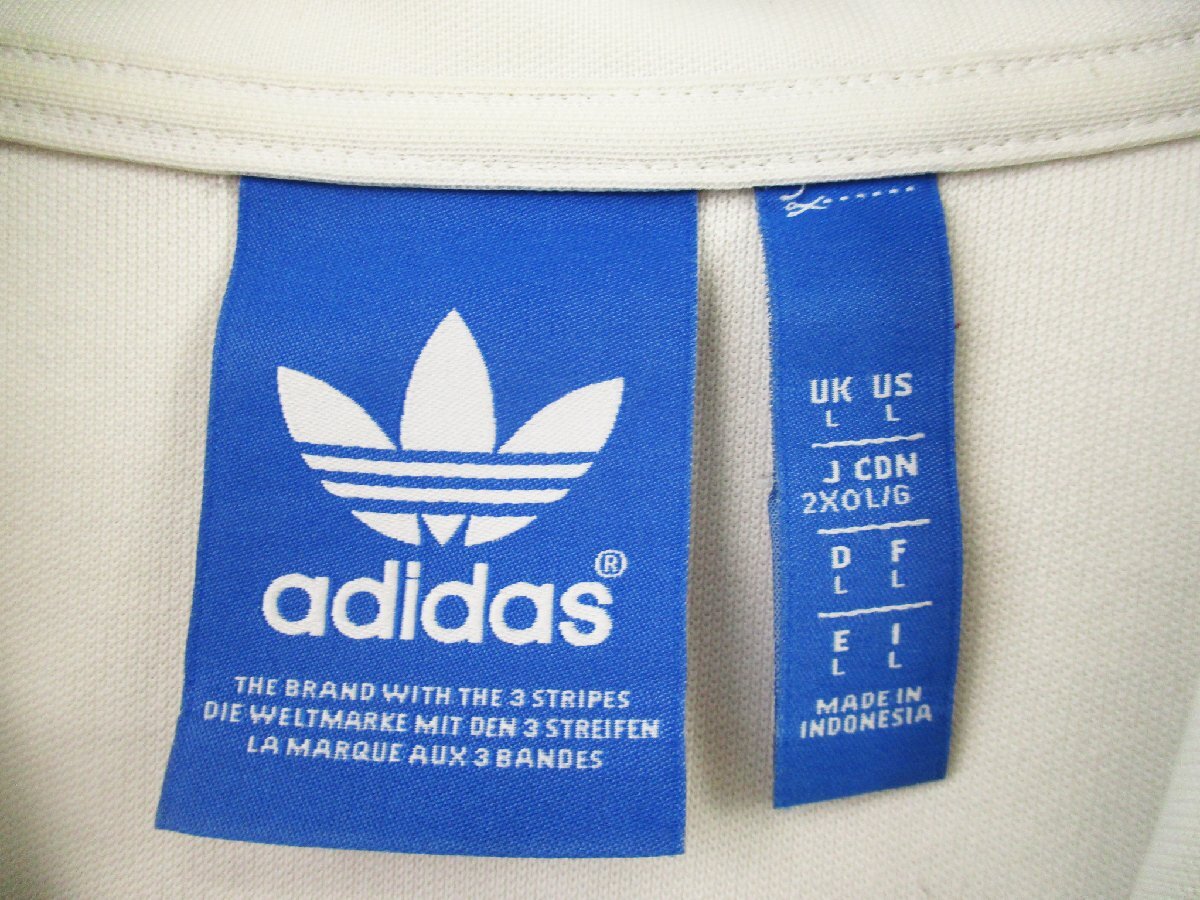 adidas®
THE BRAND WITH THE 3 STRIPES
DIE WELTMARKE MIT DEN 3 STREIFEN
LA MARQUE AUX 3 BANDES
UK US
L L
J CDN
2XO L/G
D F
L L
E I
L L
MADE IN
INDONESIA